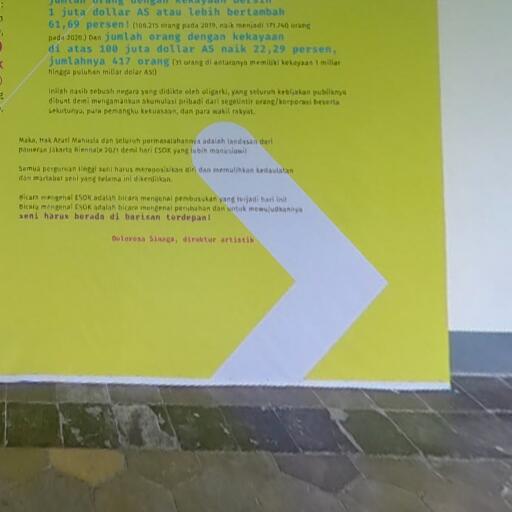 jumlah orang dengan kekayaan bersih
1 juta dollar AS atau lebih bertambah
61,69 persen! (106.215 orang pada 2019, naik menjadi 171.740 orang
pada 2020.) Dan jumlah orang dengan kekayaan
di atas 100 juta dollar AS naik 22,29 persen,
jumlahnya 417 orang (21 orang di antaranya memiliki kekayaan 1 miliar
hingga puluhan miliar dolar AS!)
Inilah nasib sebuah negara yang didikte oleh oligarki, yang seluruh kebijakan publiknya
dibuat demi mengamankan akumulasi pribadi dari segelintir orang/korporasi beserta
sekutunya, para pemangku kekuasaan, dan para wakil rakyat.
Maka, Hak Azasi Manusia dan seluruh permasalahannya adalah landasan dari
pameran Jakarta Biennale 2021 demi hari ESOK yang lebih manusiawi!
Semua perguruan tinggi seni harus mereposisikan diri dan memulihkan kedaulatan
dan martabat seni yang selama ini dikerdilkan.
Bicara mengenai ESOK adalah bicara mengenai pembusukan yang terjadi hari ini!
Bicara mengenai ESOK adalah bicara mengenai perubahan dan untuk mewujudkannya
seni harus berada di barisan terdepan!
Dolorosa Sinaga, direktur artistik